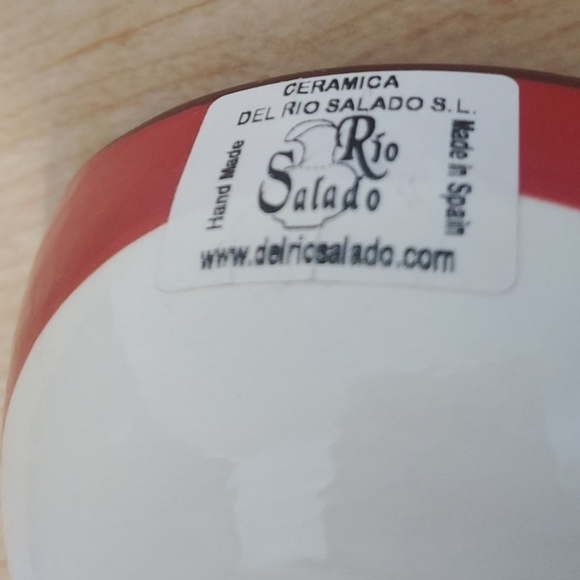 CERAMICA
DEL RIO SALADO S.L.
Hand Made
Río
Salado
Made in Spain
www.delriosalado.com